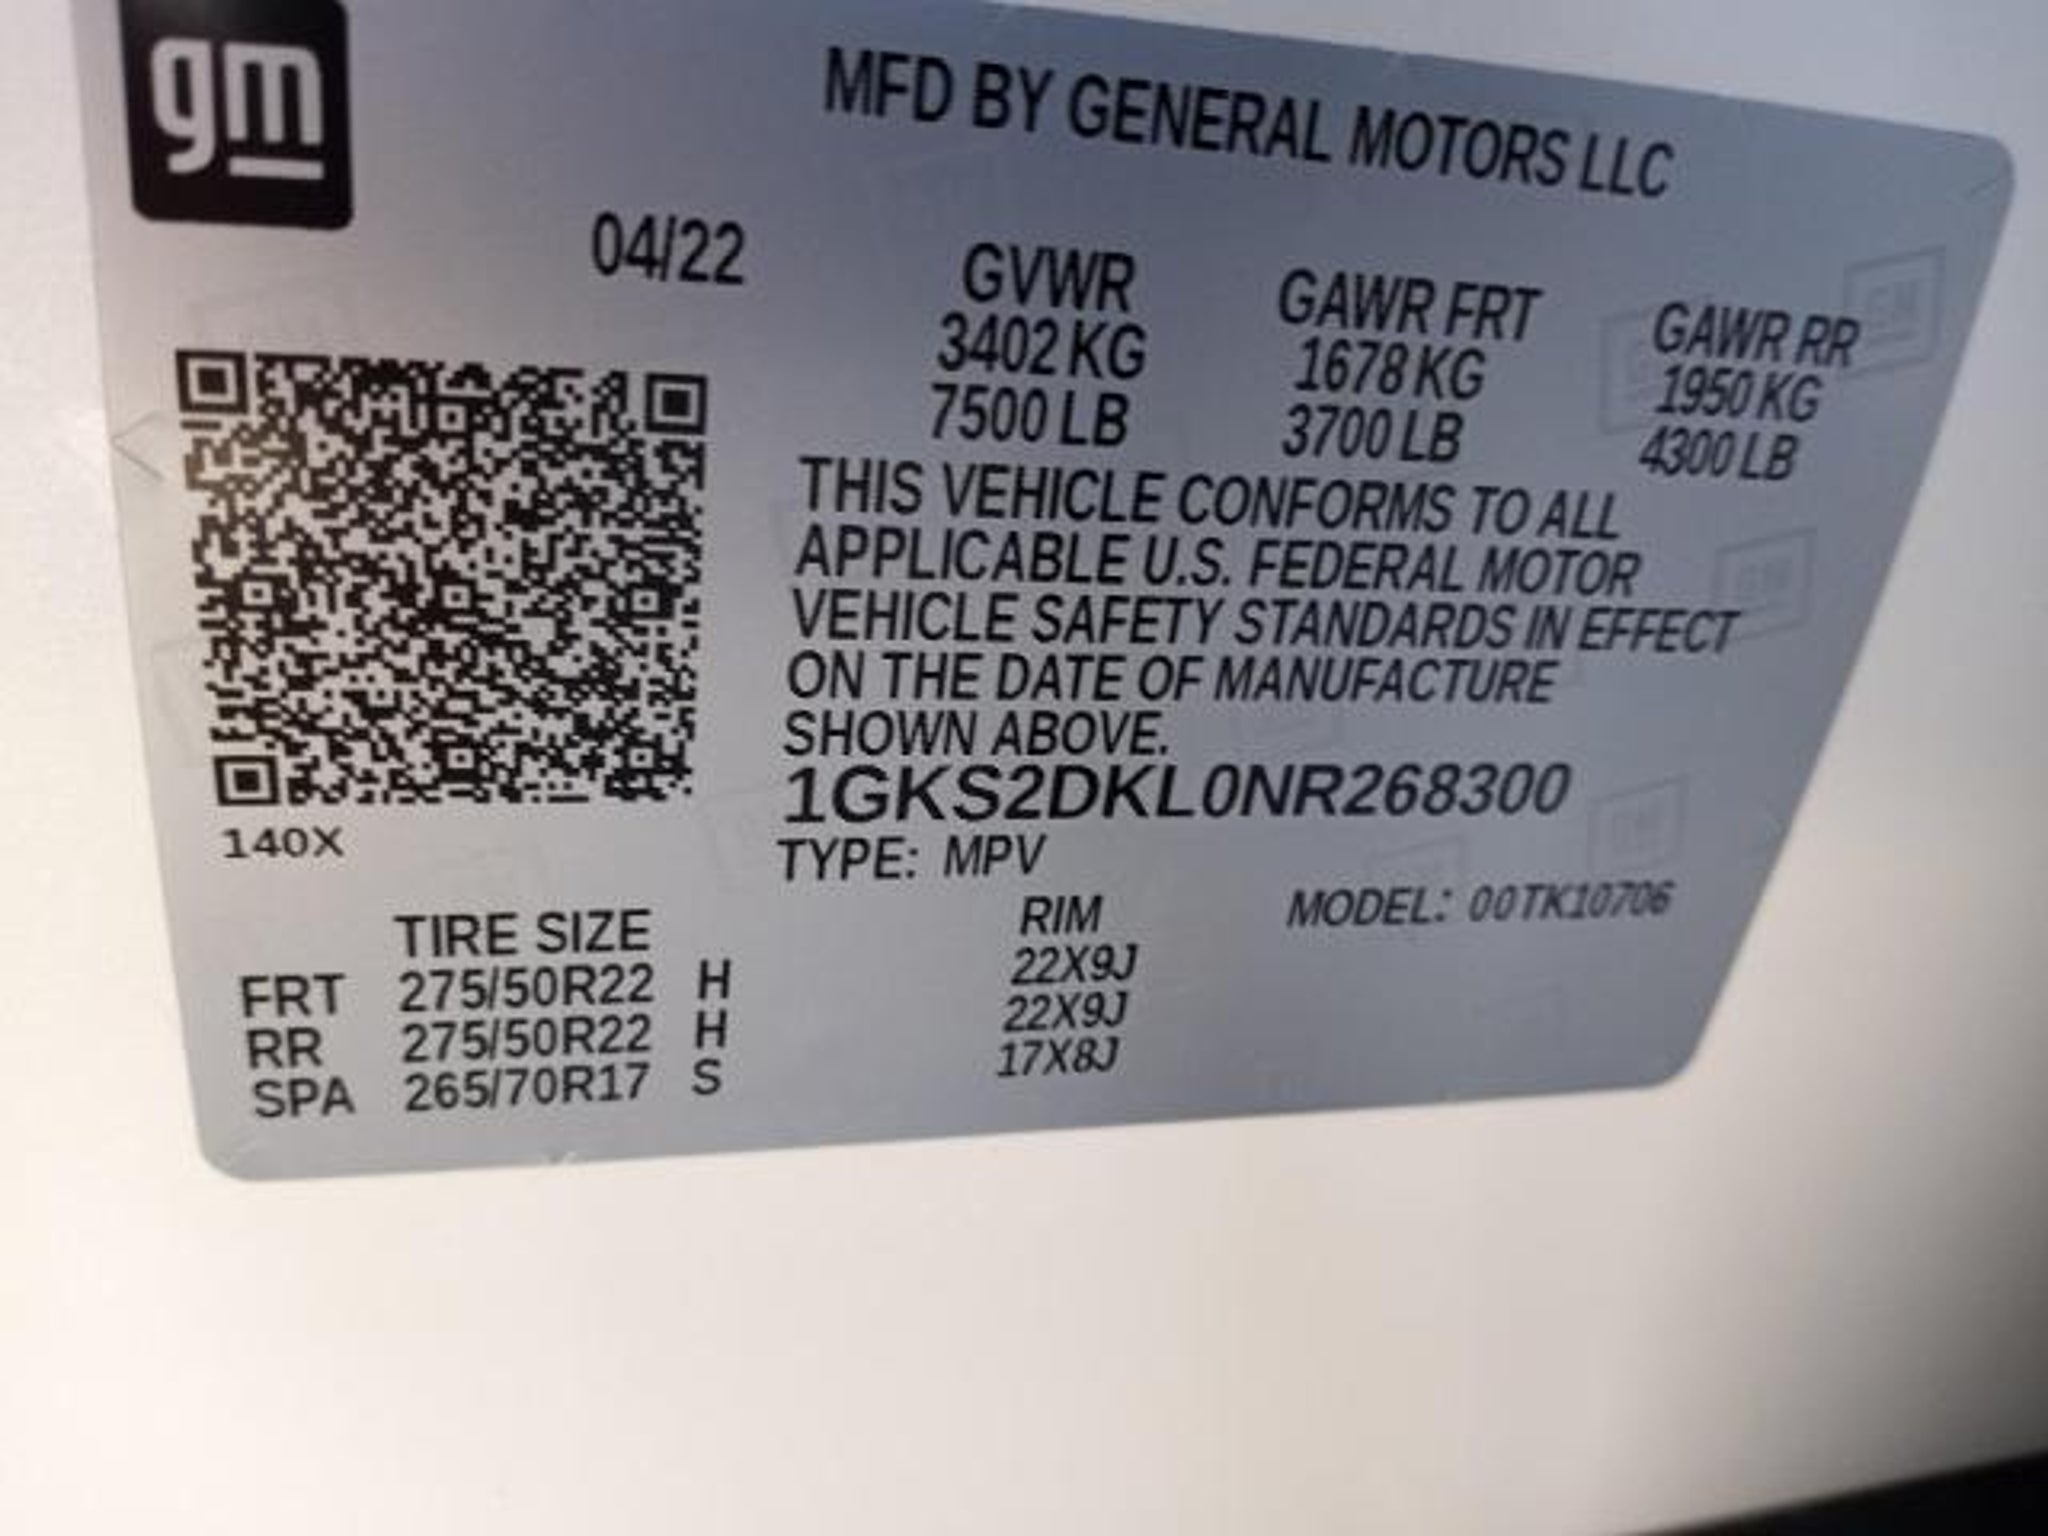 gm
MFD BY GENERAL MOTORS LLC
04/22
GVWR GAWR FRT GAWR RR
3402 KG 1678 KG 1950 KG
7500 LB 3700 LB 4300 LB
THIS VEHICLE CONFORMS TO ALL
APPLICABLE U.S. FEDERAL MOTOR
VEHICLE SAFETY STANDARDS IN EFFECT
ON THE DATE OF MANUFACTURE
SHOWN ABOVE.
1GKS2DKL0NR268300
140X
TYPE: MPV
MODEL: 00TK10706
TIRE SIZE RIM
FRT 275/50R22 H 22X9J
RR 275/50R22 H 22X9J
SPA 265/70R17 S 17X8J